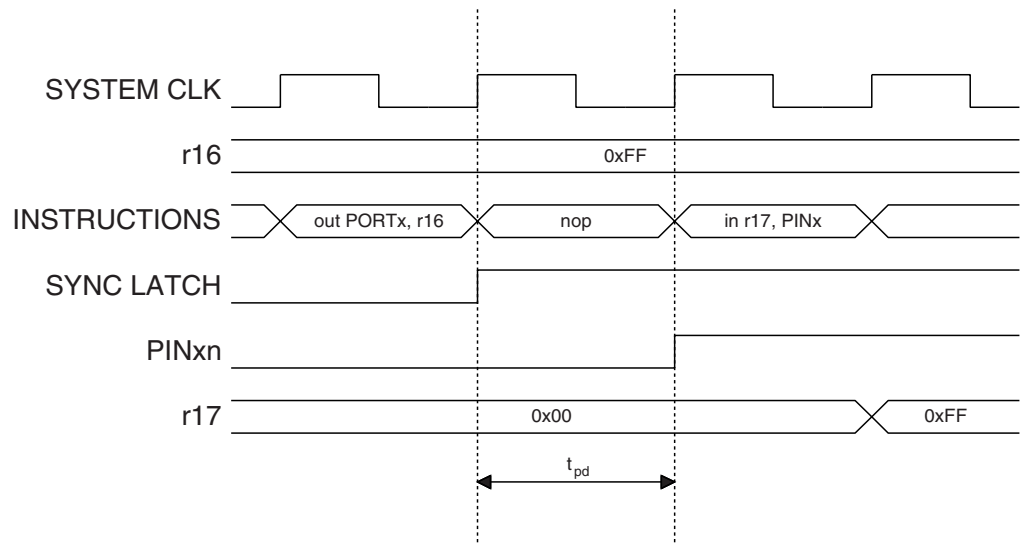 SYSTEM CLK
r16
0xFF
INSTRUCTIONS
out PORTx, r16
nop
in r17, PINx
SYNC LATCH
PINxn
r17
0x00
0xFF
tpd